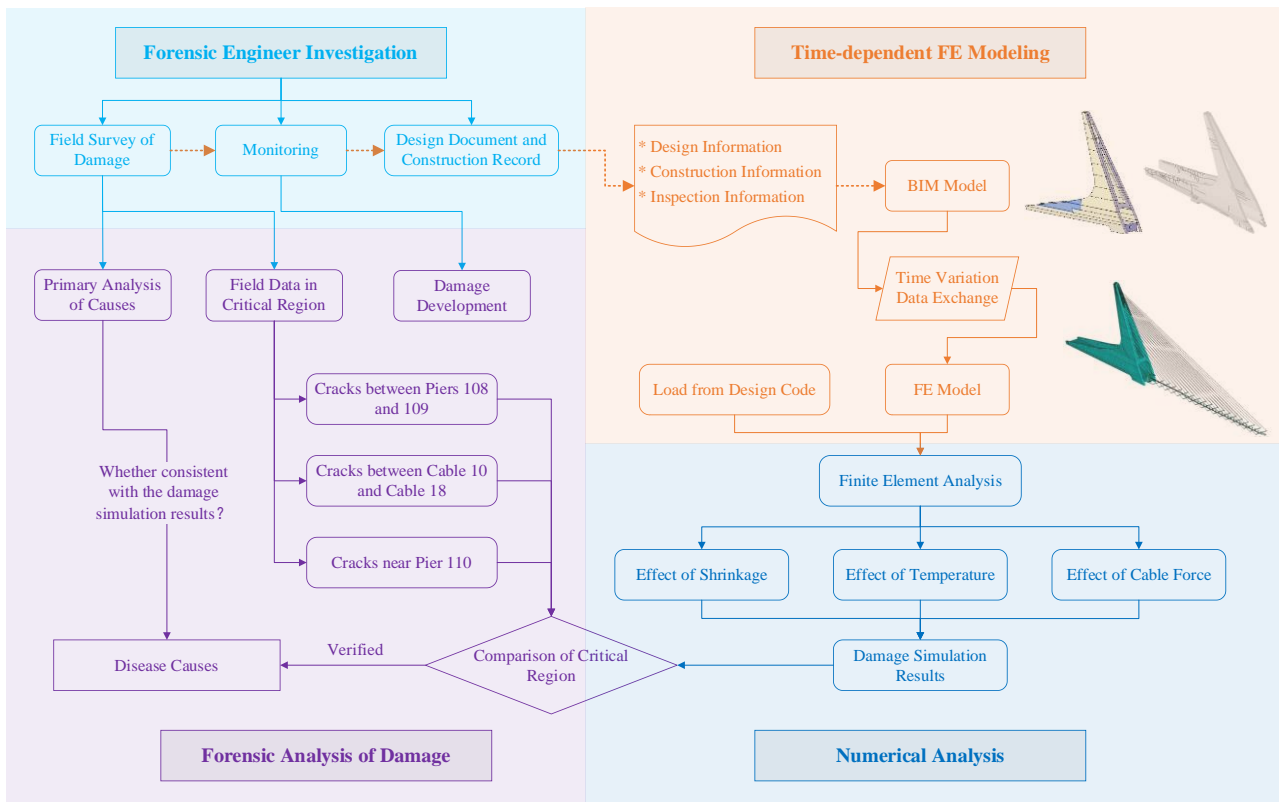 Forensic Engineer Investigation
Field Survey of
Damage
Monitoring
Design Document and
Construction Record
Time-dependent FE Modeling
* Design Information
* Construction Information
* Inspection Information
BIM Model
Time Variation
Data Exchange
Load from Design Code
FE Model
Primary Analysis
of Causes
Field Data in
Critical Region
Damage
Development
Cracks between Piers 108
and 109
Whether consistent
with the damage
simulation results?
Cracks between Cable 10
and Cable 18
Cracks near Pier 110
Disease Causes
Verified
Comparison of Critical
Region
Forensic Analysis of Damage
Finite Element Analysis
Effect of Shrinkage
Effect of Temperature
Effect of Cable Force
Damage Simulation
Results
Numerical Analysis